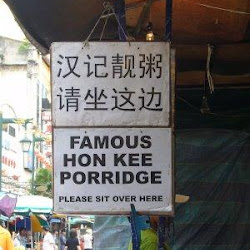 汉记靓粥
请坐这边
FAMOUS
HON KEE
PORRIDGE
PLEASE SIT OVER HERE